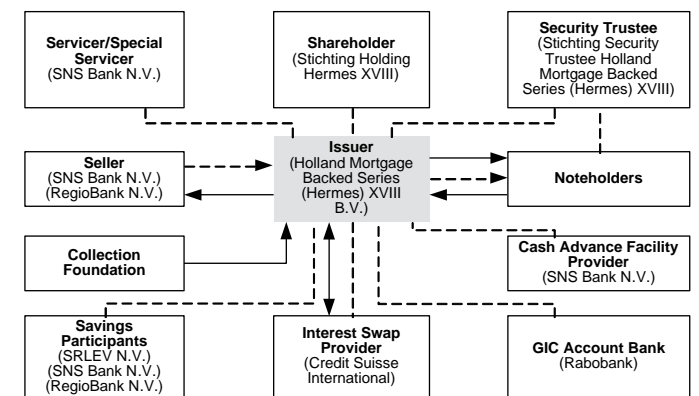 Servicer/Special
Servicer
(SNS Bank N.V.)
Shareholder
(Stichting Holding
Hermes XVIII)
Security Trustee
(Stichting Security
Trustee Holland
Mortgage Backed
Series (Hermes) XVIII)
Seller
(SNS Bank N.V.)
(RegioBank N.V.)
Issuer
(Holland Mortgage
Backed Series
(Hermes) XVIII
B.V.)
Noteholders
Collection
Foundation
Cash Advance Facility
Provider
(SNS Bank N.V.)
Savings
Participants
(SRLEV N.V.)
(SNS Bank N.V.)
(RegioBank N.V.)
Interest Swap
Provider
(Credit Suisse
International)
GIC Account Bank
(Rabobank)